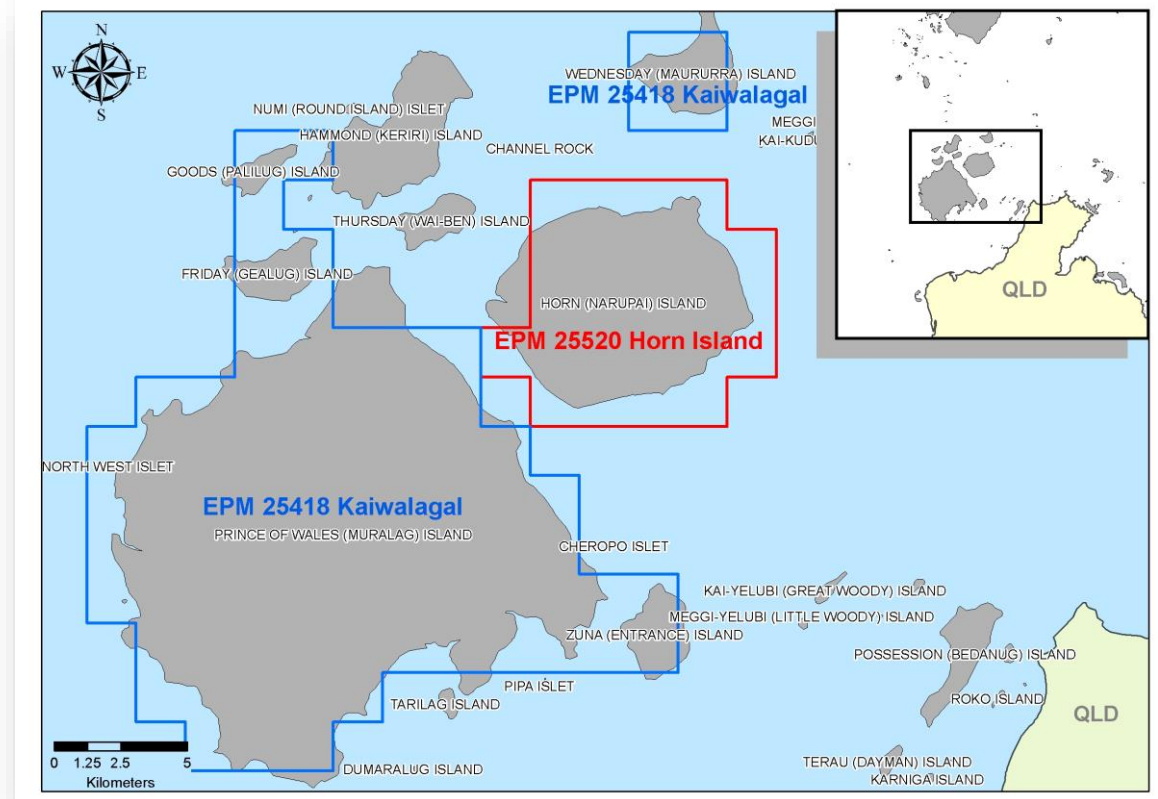 N
W
E
S
WEDNESDAY (MAURURRA) ISLAND
EPM 25418 Kaiwalagal
NUMI (ROUND ISLAND) ISLET
MEGGI
HAMMOND (KERIRI) ISLAND
KAI-KUDU
CHANNEL ROCK
GOODS (PALILUG) ISLAND
THURSDAY (WAI-BEN) ISLAND
FRIDAY (GEALUG) ISLAND
QLD
HORN (NARUPAI) ISLAND
EPM 25520 Horn Island
NORTH WEST ISLET
EPM 25418 Kaiwalagal
PRINCE OF WALES (MURALAG) ISLAND
CHEROPO ISLET
KAI-YELUBI (GREAT WOODY) ISLAND
MEGGI-YELUBI (LITTLE WOODY) ISLAND
ZUNA (ENTRANCE) ISLAND
POSSESSION (BEDANUG) ISLAND
PIPA ISLET
ROKO ISLAND
TARILAG ISLAND
QLD
TERAU (DAYMAN) ISLAND
DUMARALUG ISLAND
KARNIGA ISLAND
0 1.25 2.5 5
Kilometers